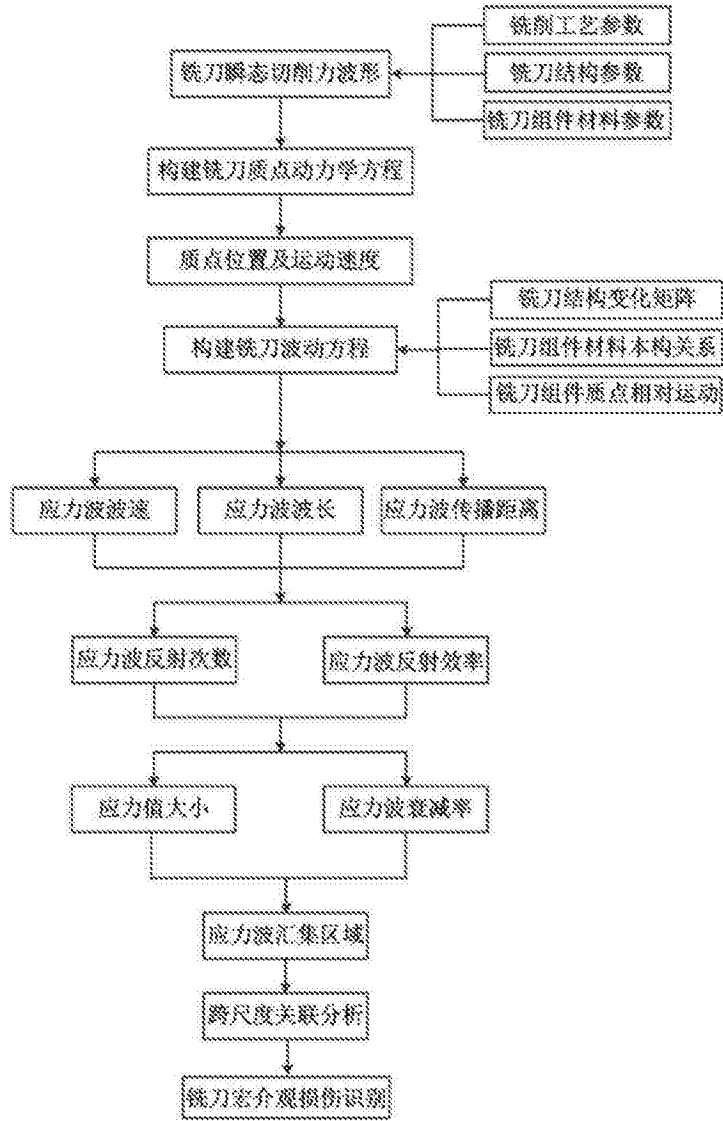 铣削工艺参数
铣刀瞬态切削力波形
铣刀结构参数
铣刀组件材料参数
构建铣刀质点动力学方程
质点位置及运动速度
铣刀结构变化矩阵
构建铣刀波动方程
铣刀组件材料本构关系
铣刀组件质点相对运动
应力波波速
应力波波长
应力波传播距离
应力波反射次数
应力波反射效率
应力值大小
应力波衰减率
应力波汇集区域
跨尺度关联分析
铣刀宏介观损伤识别